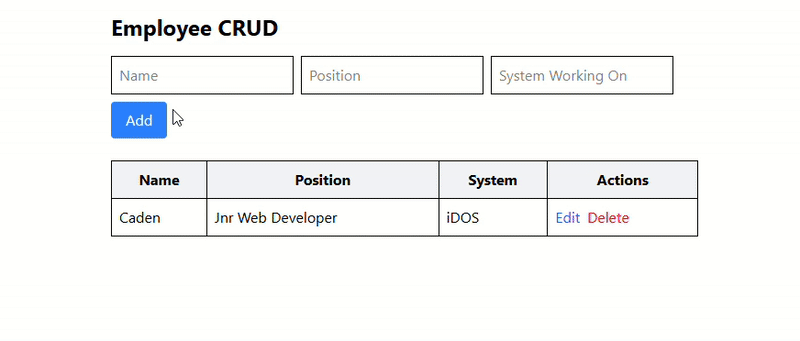 Employee CRUD
Name Position System Working On
Add
Name Position System Actions
Caden Jnr Web Developer iDOS Edit Delete